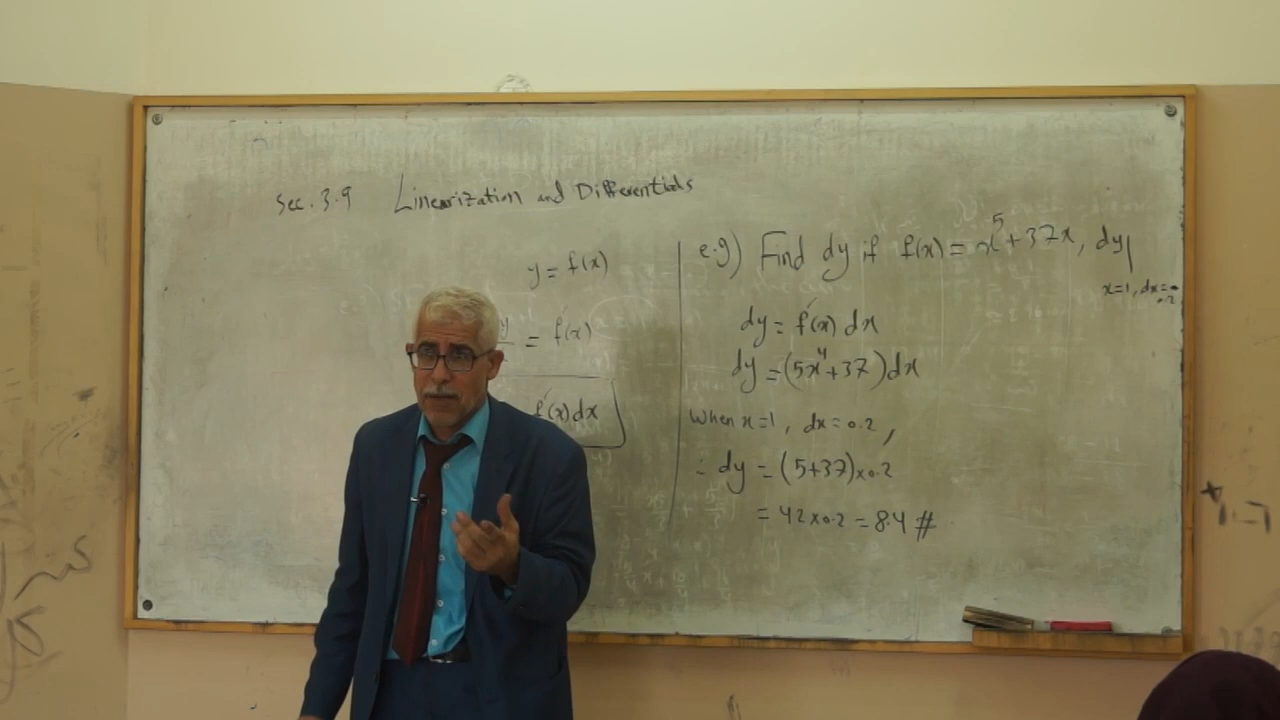 Sec. 3.9 Linearization and Differentials
y = f(x)
= f'(x)
f'(x) dx
e.g) Find dy if f(x) = x⁵ + 37x, dy|
x=1, dx=0.2
dy = f'(x) dx
dy = (5x⁴ + 37) dx
when x=1, dx = 0.2,
∴ dy = (5+37) x 0.2
= 42 x 0.2 = 8.4 #